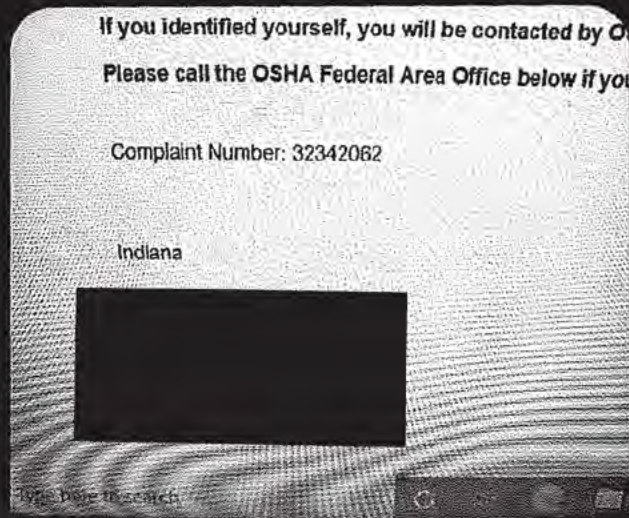 If you identified yourself, you will be contacted by
Please call the OSHA Federal Area Office below if you
Complaint Number: 32342062
Indiana
Type here to search